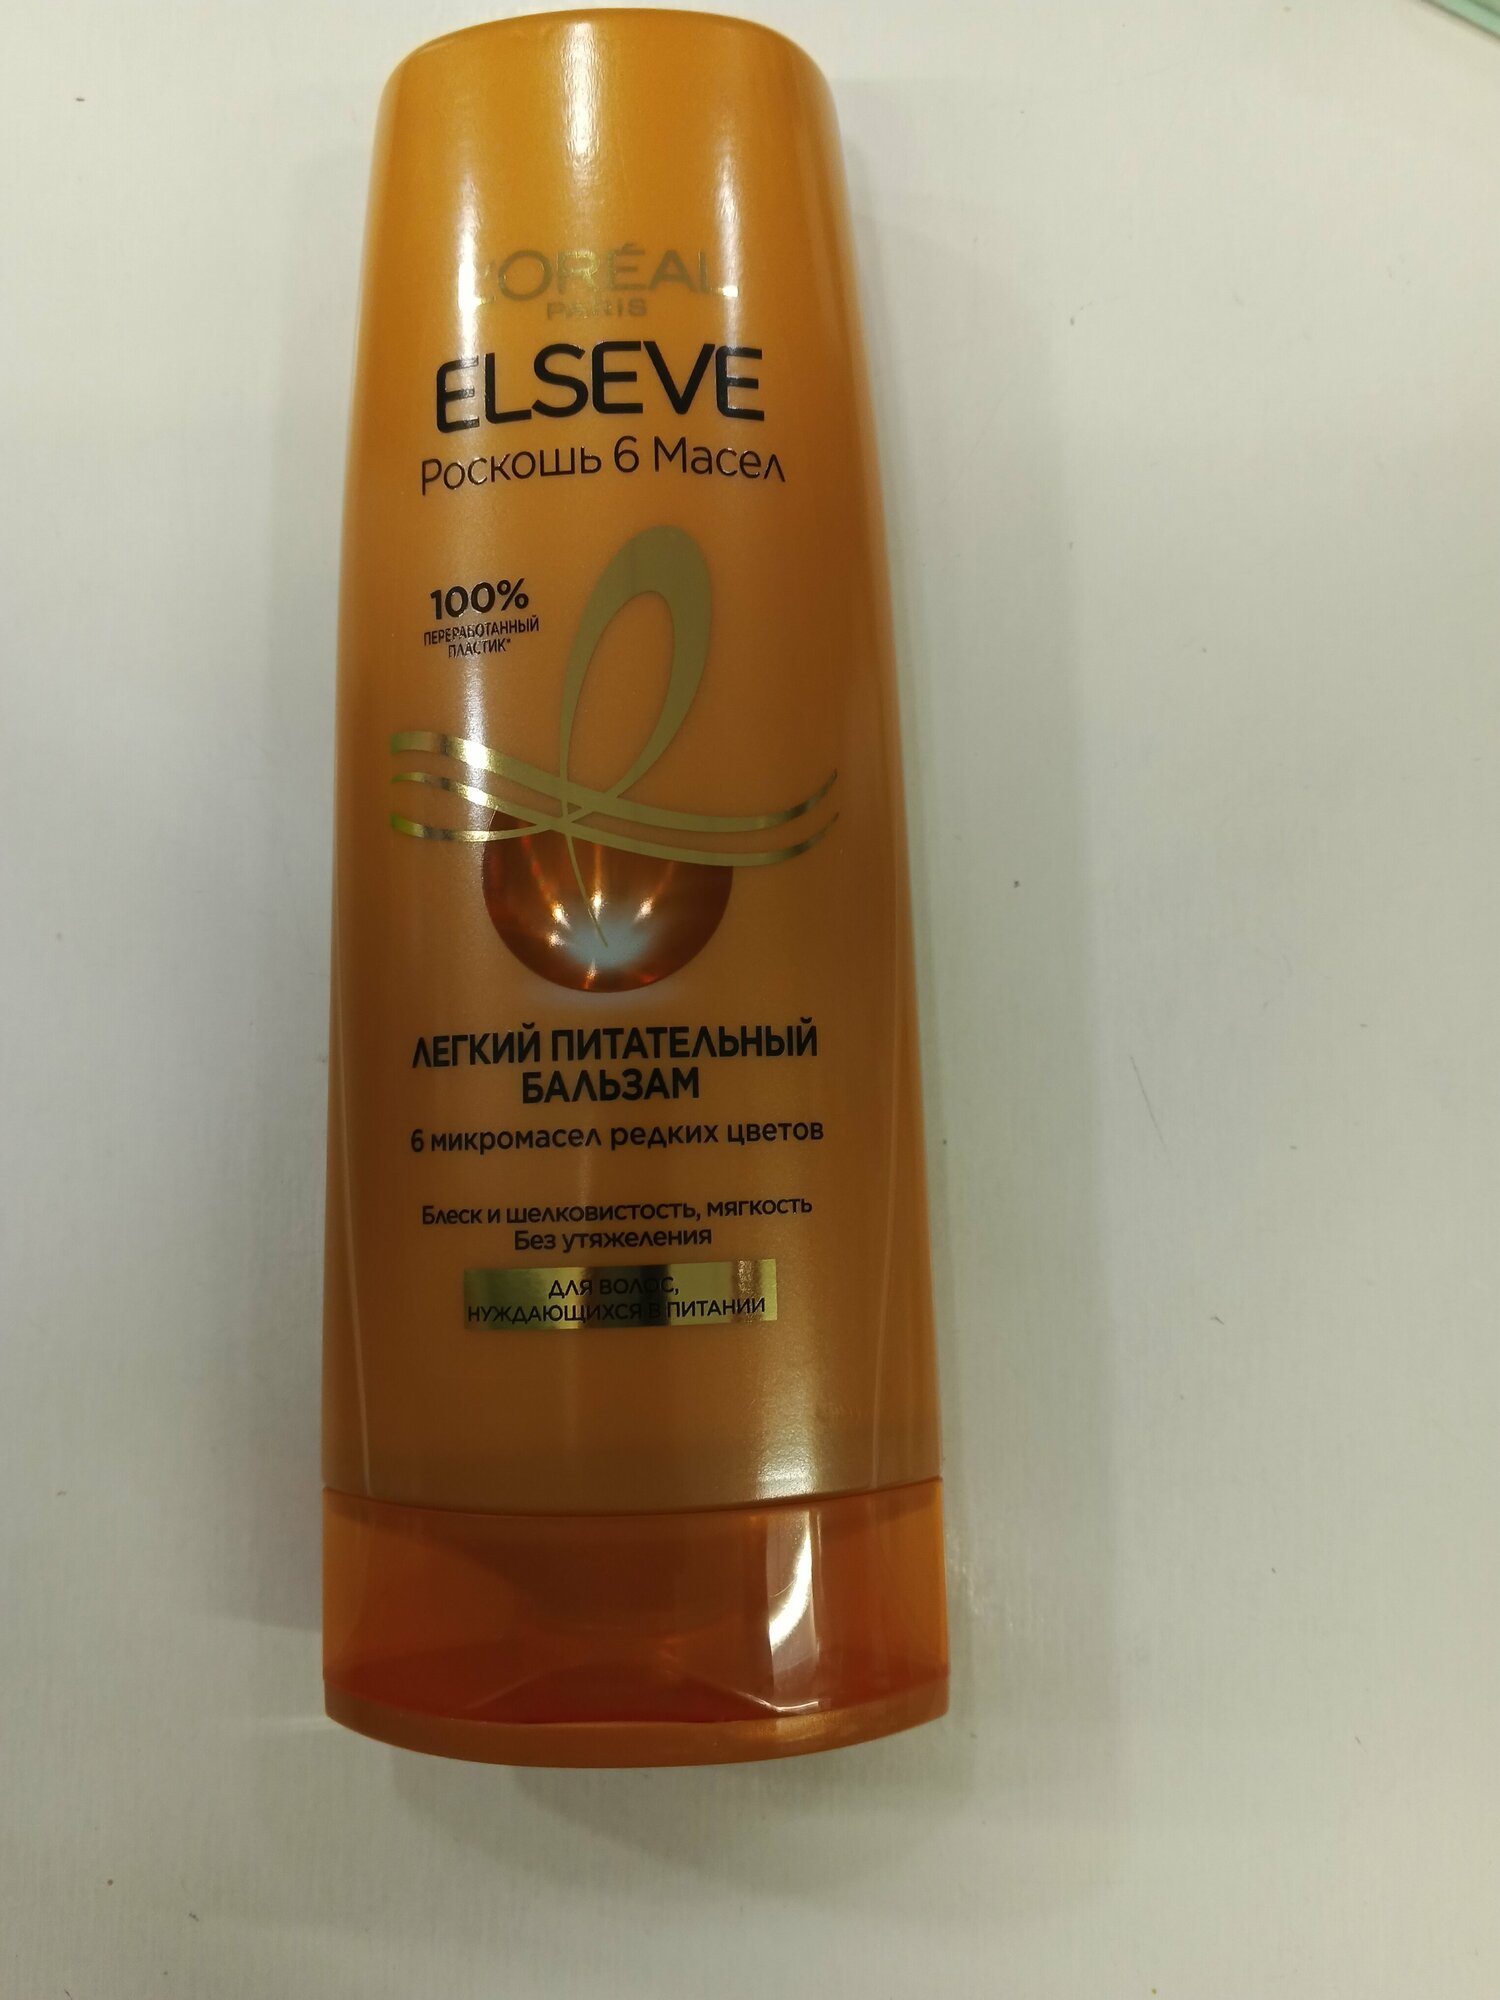 L'ORÉAL
PARIS
ELSEVE
Роскошь 6 Масел
100%
ПЕРЕРАБОТАННЫЙ
ПЛАСТИК*
ЛЕГКИЙ ПИТАТЕЛЬНЫЙ
БАЛЬЗАМ
6 микромасел редких цветов
Блеск и шелковистость, мягкость
Без утяжеления
ДЛЯ ВОЛОС,
НУЖДАЮЩИХСЯ В ПИТАНИИ